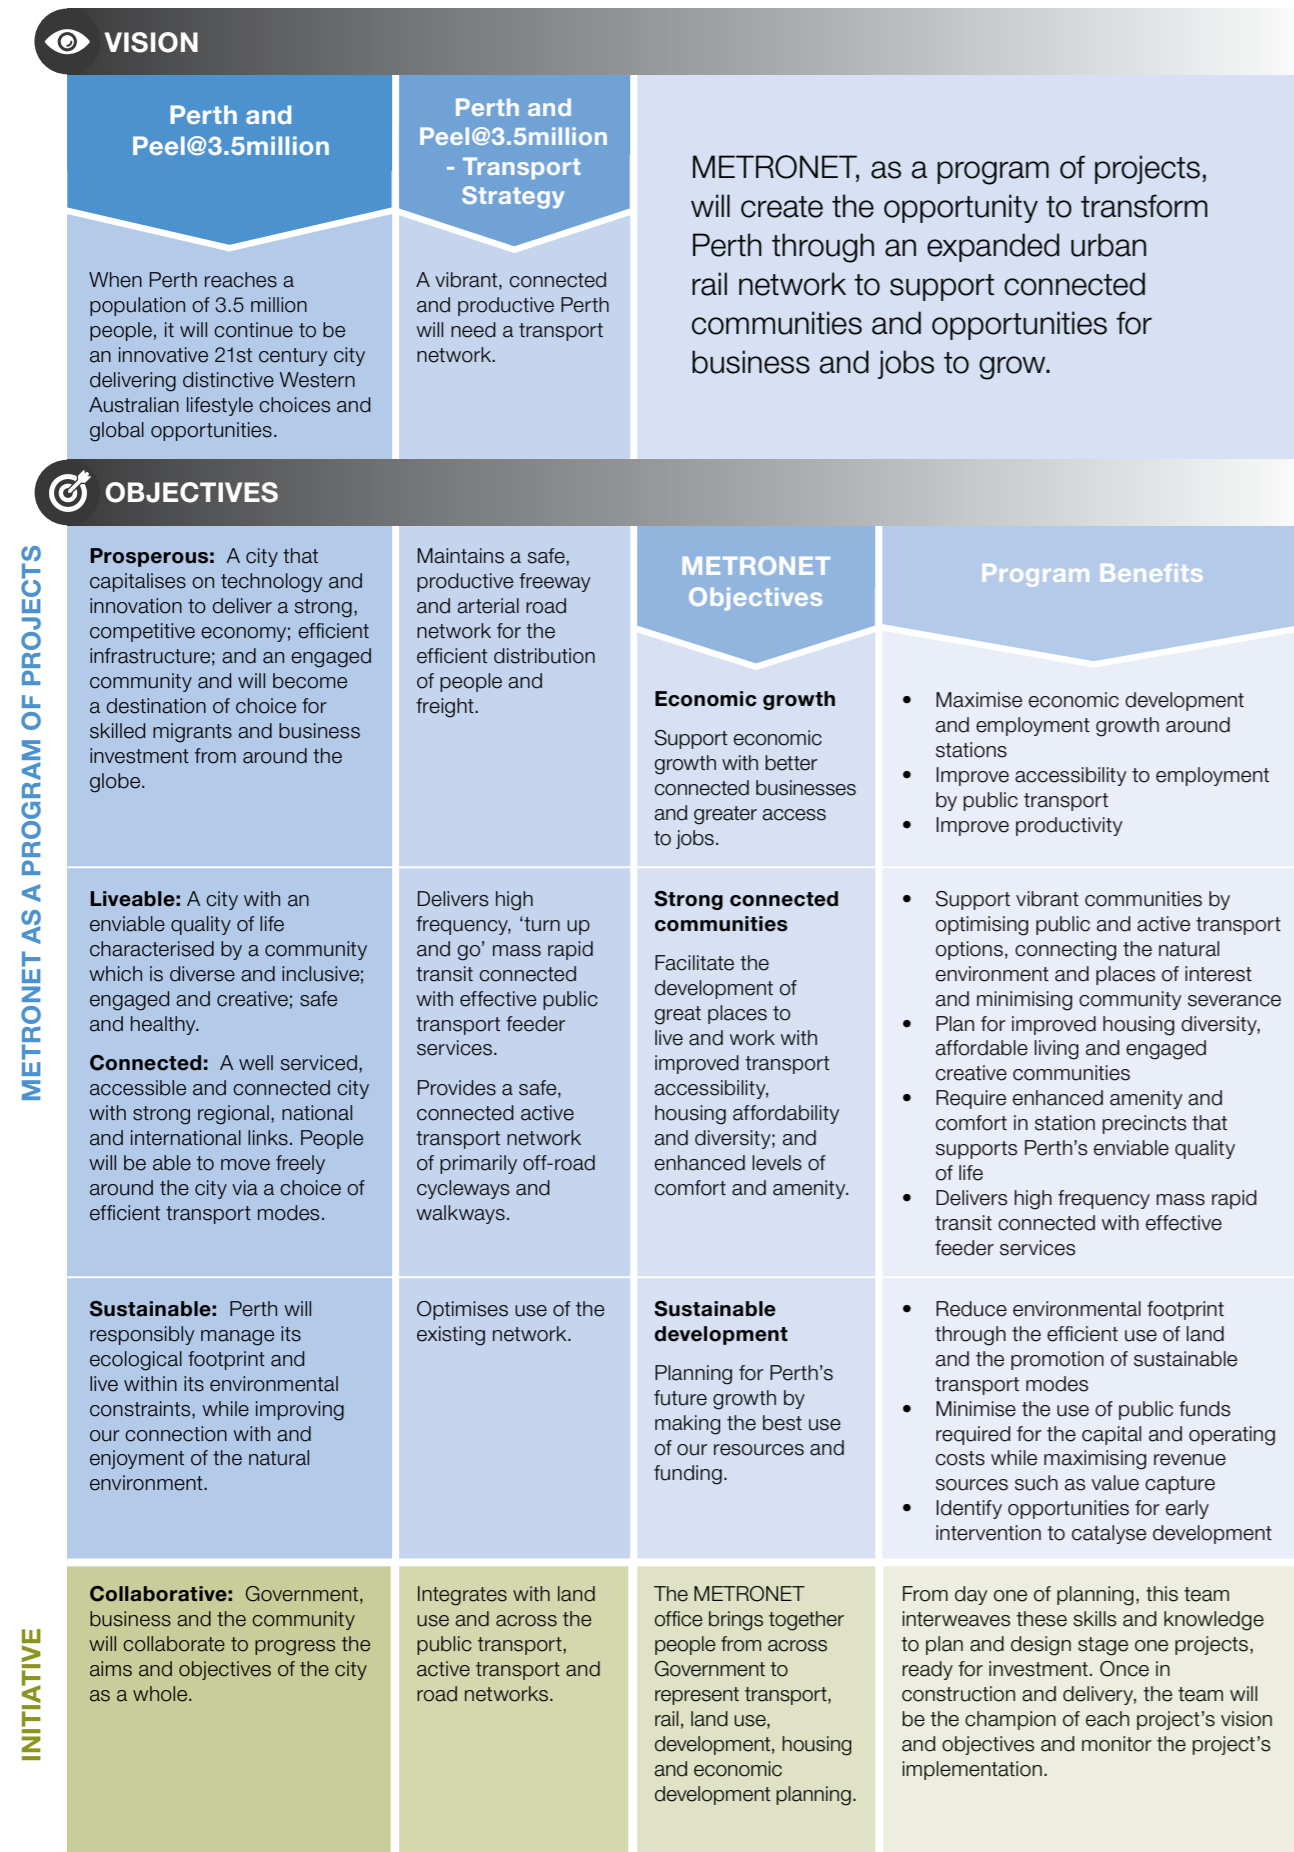 VISION
Perth and
Peel@3.5million
When Perth reaches a
population of 3.5 million
people, it will continue to be
an innovative 21st century city
delivering distinctive Western
Australian lifestyle choices and
global opportunities.
Perth and
Peel@3.5million
- Transport
Strategy
A vibrant, connected
and productive Perth
will need a transport
network.
METRONET, as a program of projects,
will create the opportunity to transform
Perth through an expanded urban
rail network to support connected
communities and opportunities for
business and jobs to grow.
OBJECTIVES
METRONET AS A PROGRAM OF PROJECTS
Prosperous: A city that
capitalises on technology and
innovation to deliver a strong,
competitive economy; efficient
infrastructure; and an engaged
community and will become
a destination of choice for
skilled migrants and business
investment from around the
globe.
Maintains a safe,
productive freeway
and arterial road
network for the
efficient distribution
of people and
freight.
METRONET
Objectives
Economic growth
Support economic
growth with better
connected businesses
and greater access
to jobs.
Program Benefits
• Maximise economic development
and employment growth around
stations
• Improve accessibility to employment
by public transport
• Improve productivity
Liveable: A city with an
enviable quality of life
characterised by a community
which is diverse and inclusive;
engaged and creative; safe
and healthy.
Connected: A well serviced,
accessible and connected city
with strong regional, national
and international links. People
will be able to move freely
around the city via a choice of
efficient transport modes.
Delivers high
frequency, ‘turn up
and go’ mass rapid
transit connected
with effective public
transport feeder
services.
Provides a safe,
connected active
transport network
of primarily off-road
cycleways and
walkways.
Strong connected
communities
Facilitate the
development of
great places to
live and work with
improved transport
accessibility,
housing affordability
and diversity; and
enhanced levels of
comfort and amenity.
• Support vibrant communities by
optimising public and active transport
options, connecting the natural
environment and places of interest
and minimising community severance
• Plan for improved housing diversity,
affordable living and engaged
creative communities
• Require enhanced amenity and
comfort in station precincts that
supports Perth’s enviable quality
of life
• Delivers high frequency mass rapid
transit connected with effective
feeder services
Sustainable: Perth will
responsibly manage its
ecological footprint and
live within its environmental
constraints, while improving
our connection with and
enjoyment of the natural
environment.
Optimises use of the
existing network.
Sustainable
development
Planning for Perth’s
future growth by
making the best use
of our resources and
funding.
• Reduce environmental footprint
through the efficient use of land
and the promotion of sustainable
transport modes
• Minimise the use of public funds
required for the capital and operating
costs while maximising revenue
sources such as value capture
• Identify opportunities for early
intervention to catalyse development
INITIATIVE
Collaborative: Government,
business and the community
will collaborate to progress the
aims and objectives of the city
as a whole.
Integrates with land
use and across the
public transport,
active transport and
road networks.
The METRONET
office brings together
people from across
Government to
represent transport,
rail, land use,
development, housing
and economic
development planning.
From day one of planning, this team
interweaves these skills and knowledge
to plan and design stage one projects,
ready for investment. Once in
construction and delivery, the team will
be the champion of each project’s vision
and objectives and monitor the project’s
implementation.